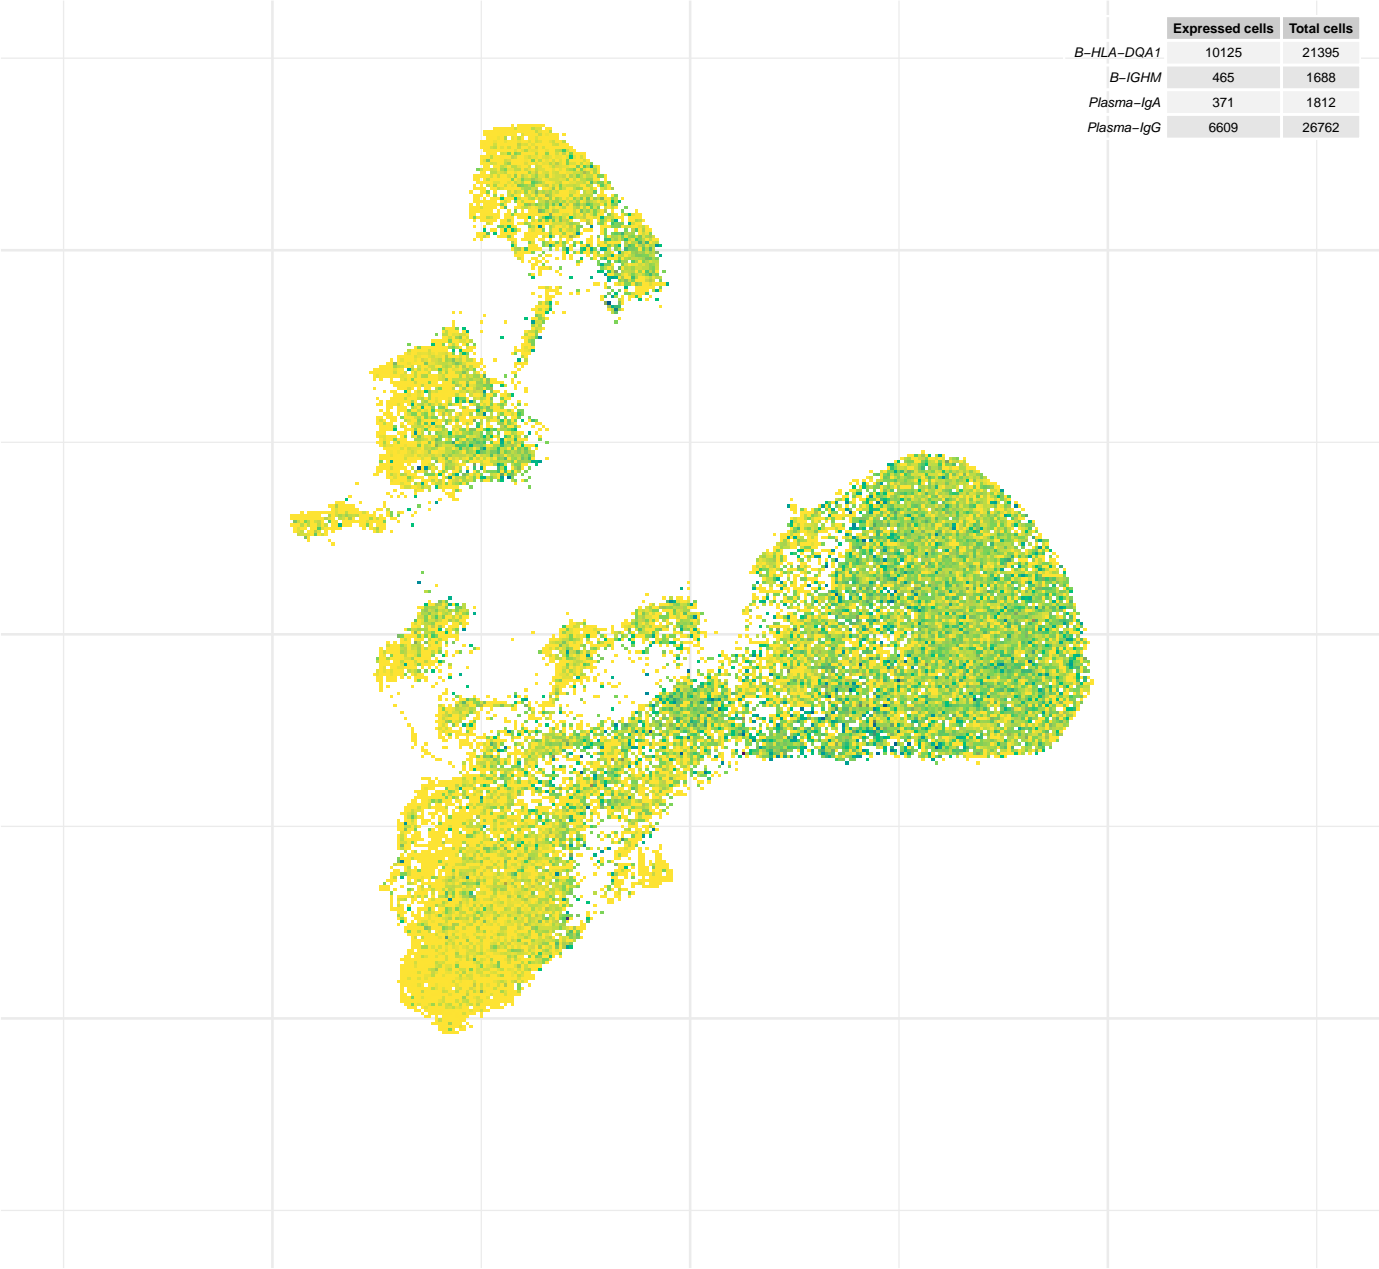 Expressed cells Total cells
B−HLA−DQA1 10125 21395
B−IGHM 465 1688
Plasma−IgA 371 1812
Plasma−IgG 6609 26762